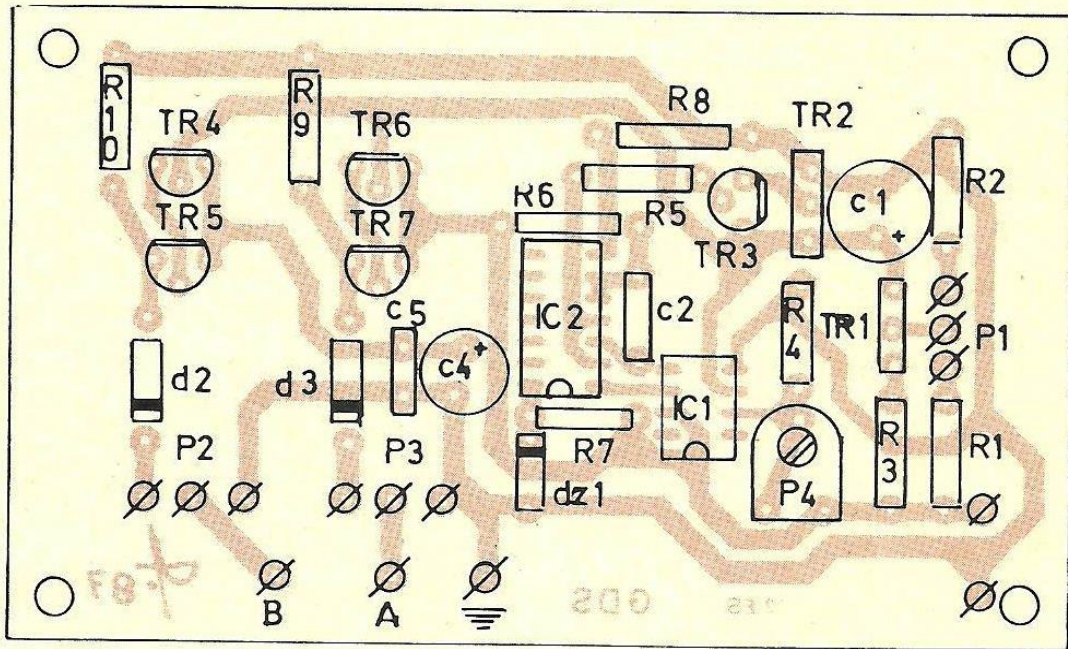 R10
R9
R8
TR2
TR4
TR6
R6
R5
c1
+
R2
TR5
TR7
TR3
c5
IC2
c2
R4
TR1
P1
c4
+
d2
d3
IC1
R7
R3
R1
P2
P3
dz1
P4
B
A
GDS